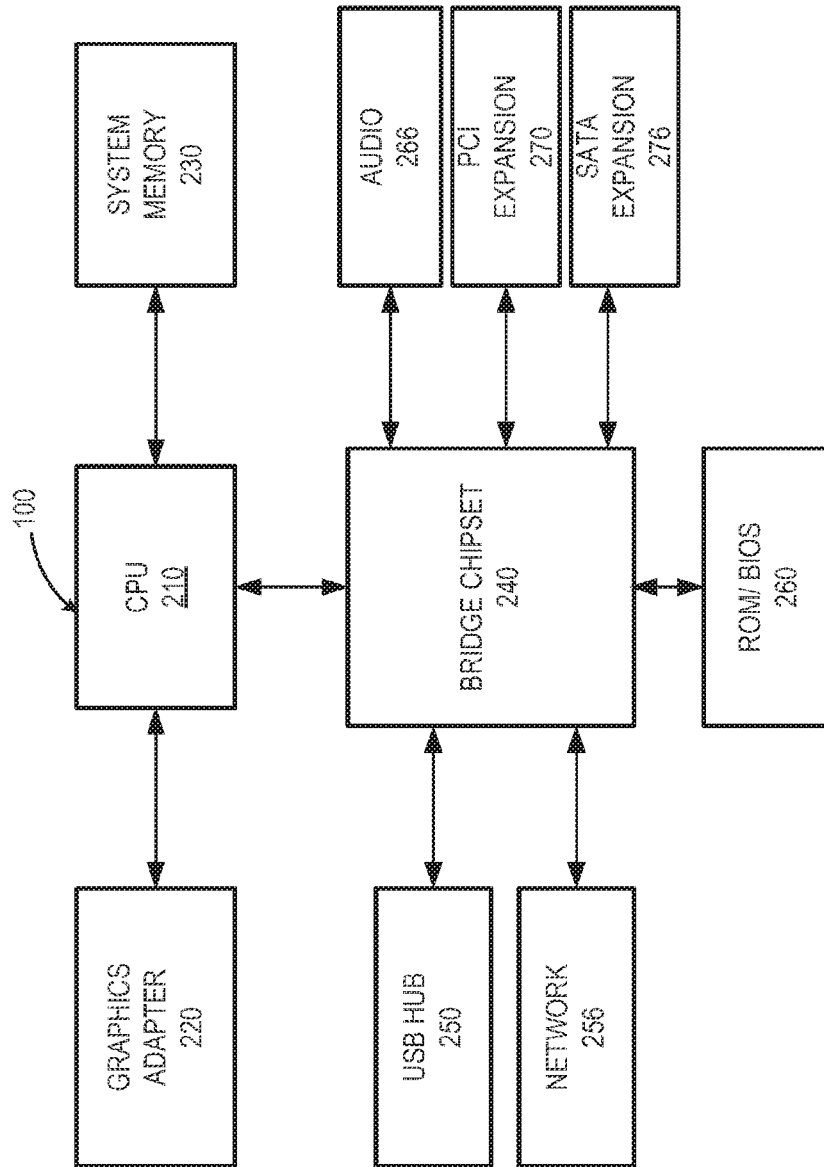 100
GRAPHICS
ADAPTER
220
CPU
210
SYSTEM
MEMORY
230
USB HUB
250
NETWORK
256
BRIDGE CHIPSET
240
AUDIO
266
PCI
EXPANSION
270
SATA
EXPANSION
276
ROM/ BIOS
260